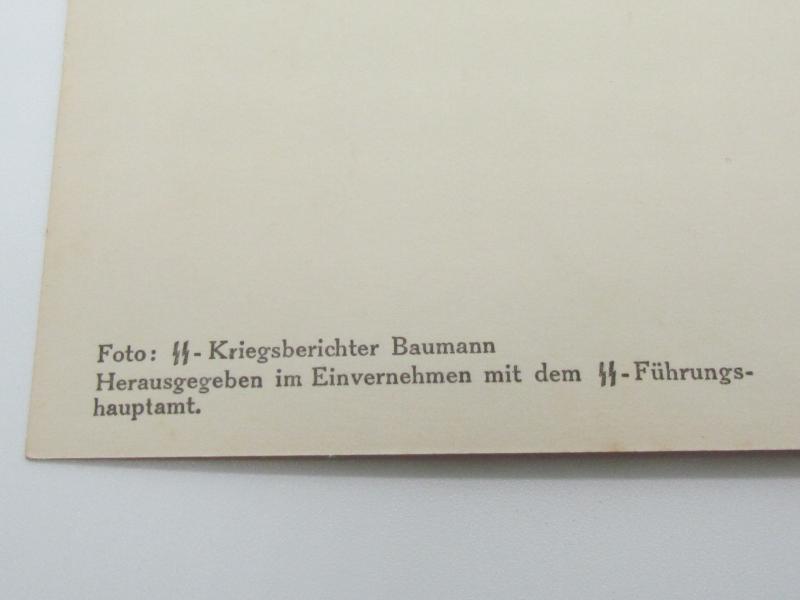 Foto: ᛋᛋ-Kriegsberichter Baumann
Herausgegeben im Einvernehmen mit dem ᛋᛋ-Führungs-
hauptamt.